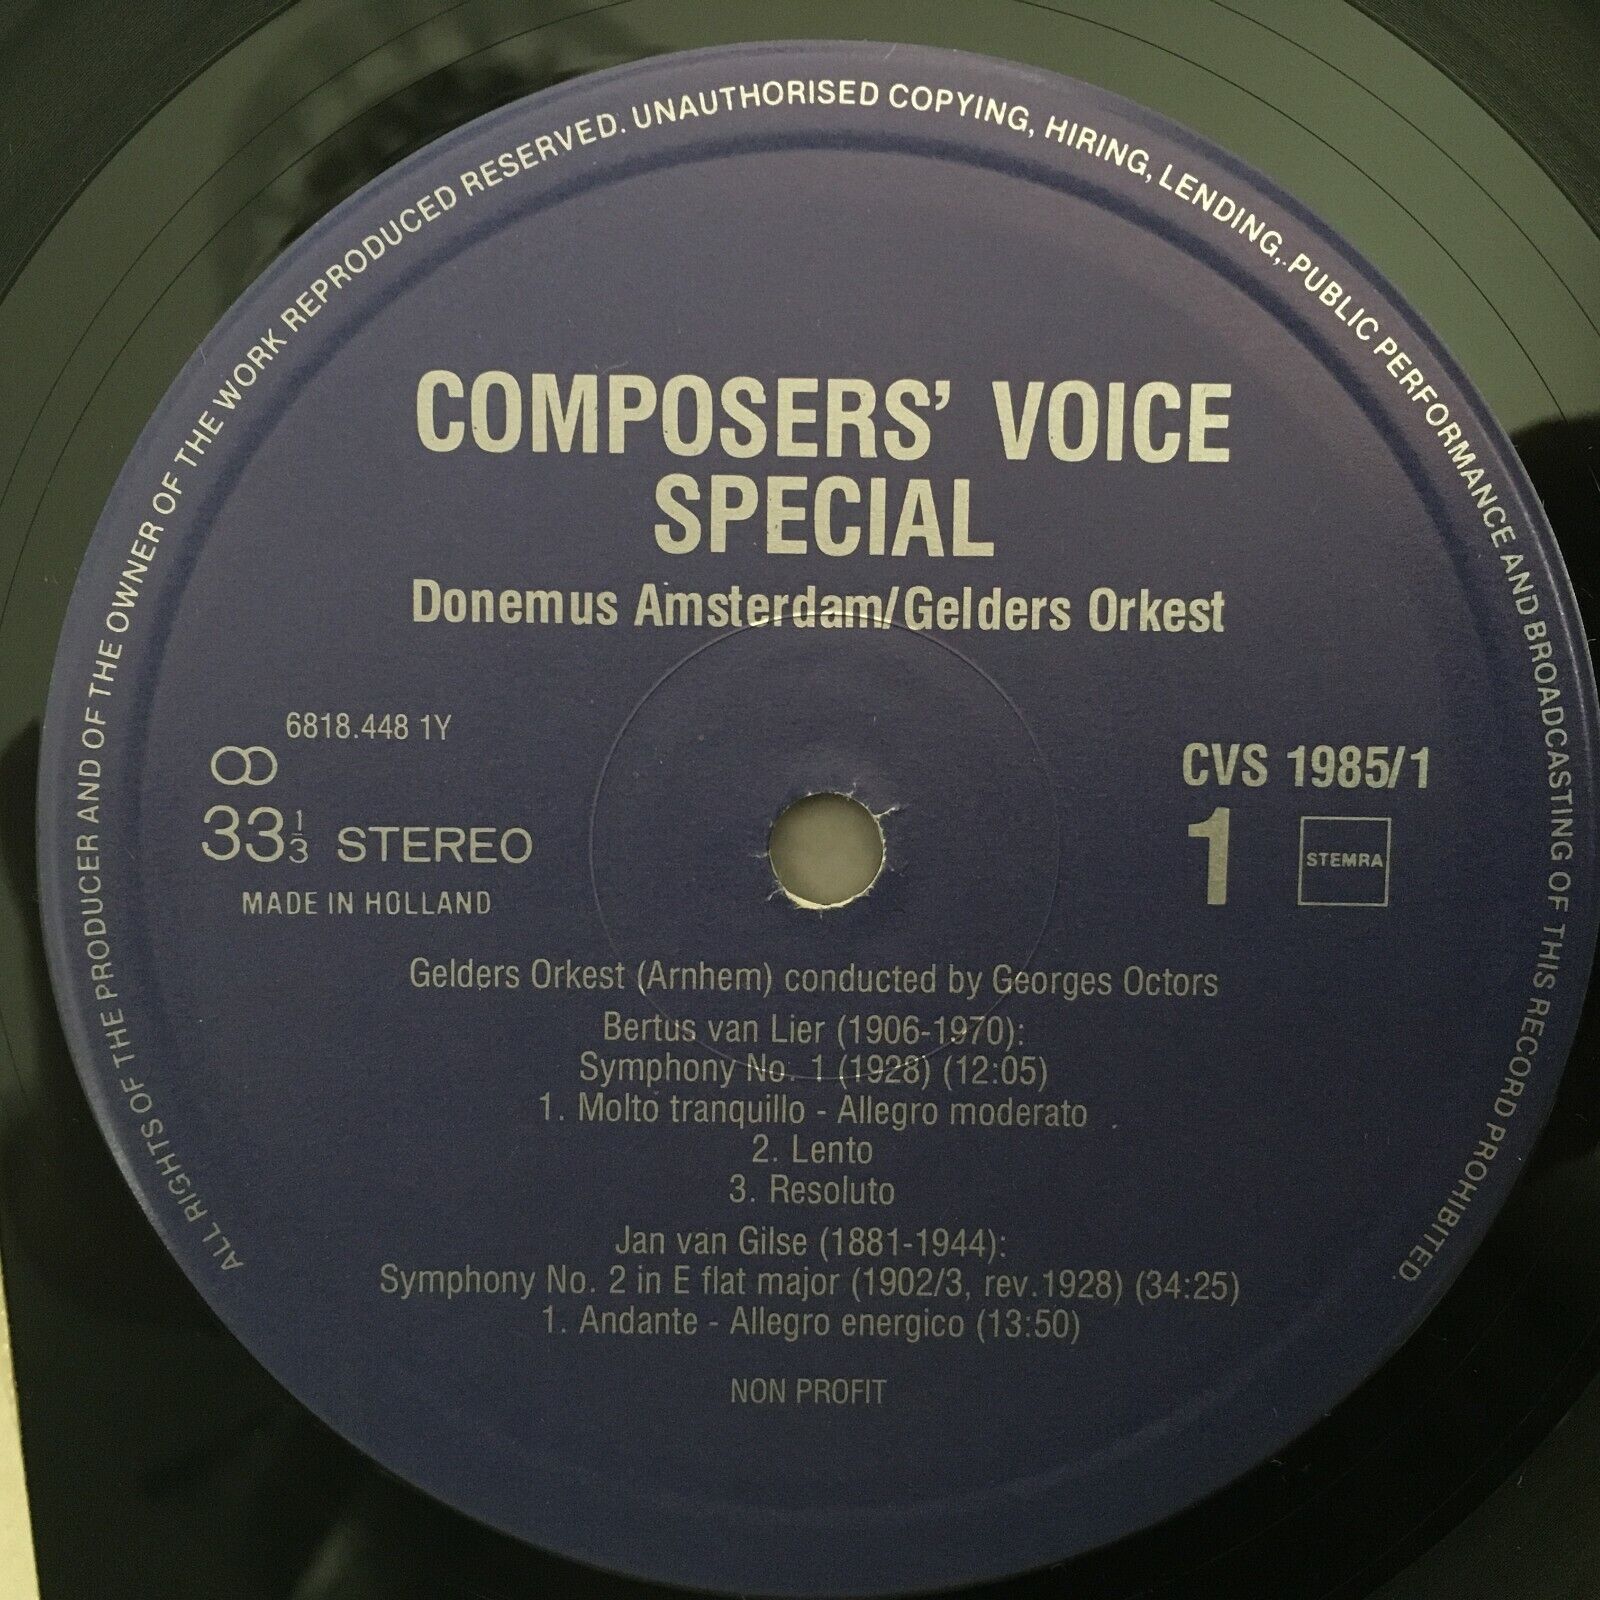 ALL RIGHTS OF THE PRODUCER AND OF THE OWNER OF THE WORK REPRODUCED RESERVED. UNAUTHORISED COPYING, HIRING, LENDING, PUBLIC PERFORMANCE AND BROADCASTING OF THIS RECORD PROHIBITED.
COMPOSERS' VOICE
SPECIAL
Donemus Amsterdam/Gelders Orkest
6818.448 1Y
33 1/3 STEREO
MADE IN HOLLAND
CVS 1985/1
1 STEMRA
Gelders Orkest (Arnhem) conducted by Georges Octors
Bertus van Lier (1906-1970):
Symphony No. 1 (1928) (12:05)
1. Molto tranquillo - Allegro moderato
2. Lento
3. Resoluto
Jan van Gilse (1881-1944):
Symphony No. 2 in E flat major (1902/3, rev.1928) (34:25)
1. Andante - Allegro energico (13:50)
NON PROFIT